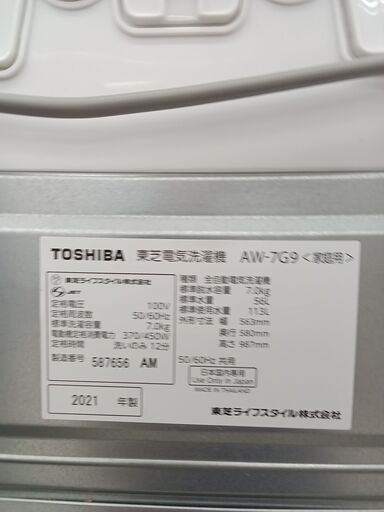 TOSHIBA 東芝電気洗濯機 AW-7G9<家庭用>
東芝ライフスタイル株式会社
JET
定格電圧 100V
定格周波数 50/60Hz
標準洗濯容量 7.0kg
電動機定格消費電力 370/450W
定格時間 洗いのみ 12分
製造番号 587656 AM
2021 年製
種類 全自動電気洗濯機
標準脱水容量 7.0kg
標準水量 56L
標準使用水量 113L
外形寸法 幅 563mm
奥行 580mm
高さ 987mm
50/60Hz 共用
日本国内専用
Use Only in Japan
MADE IN THAILAND
東芝ライフスタイル株式会社